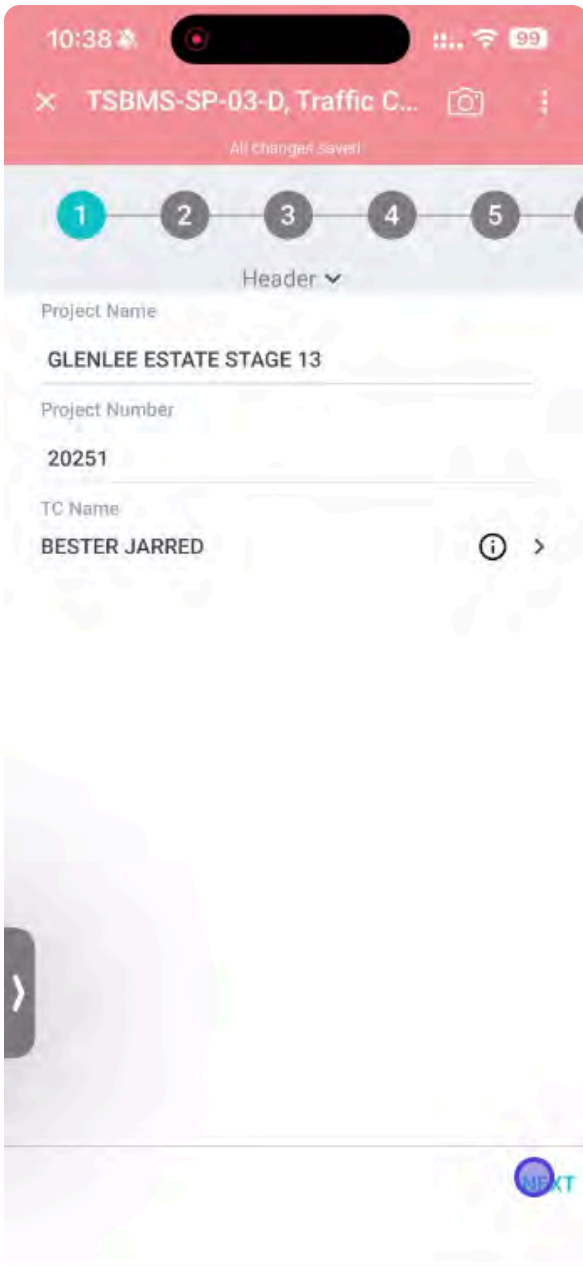 10:38
99
TSBMS-SP-03-D, Traffic C...
All changes saved
1 2 3 4 5
Header
Project Name
GLENLEE ESTATE STAGE 13
Project Number
20251
TC Name
BESTER JARRED
NEXT